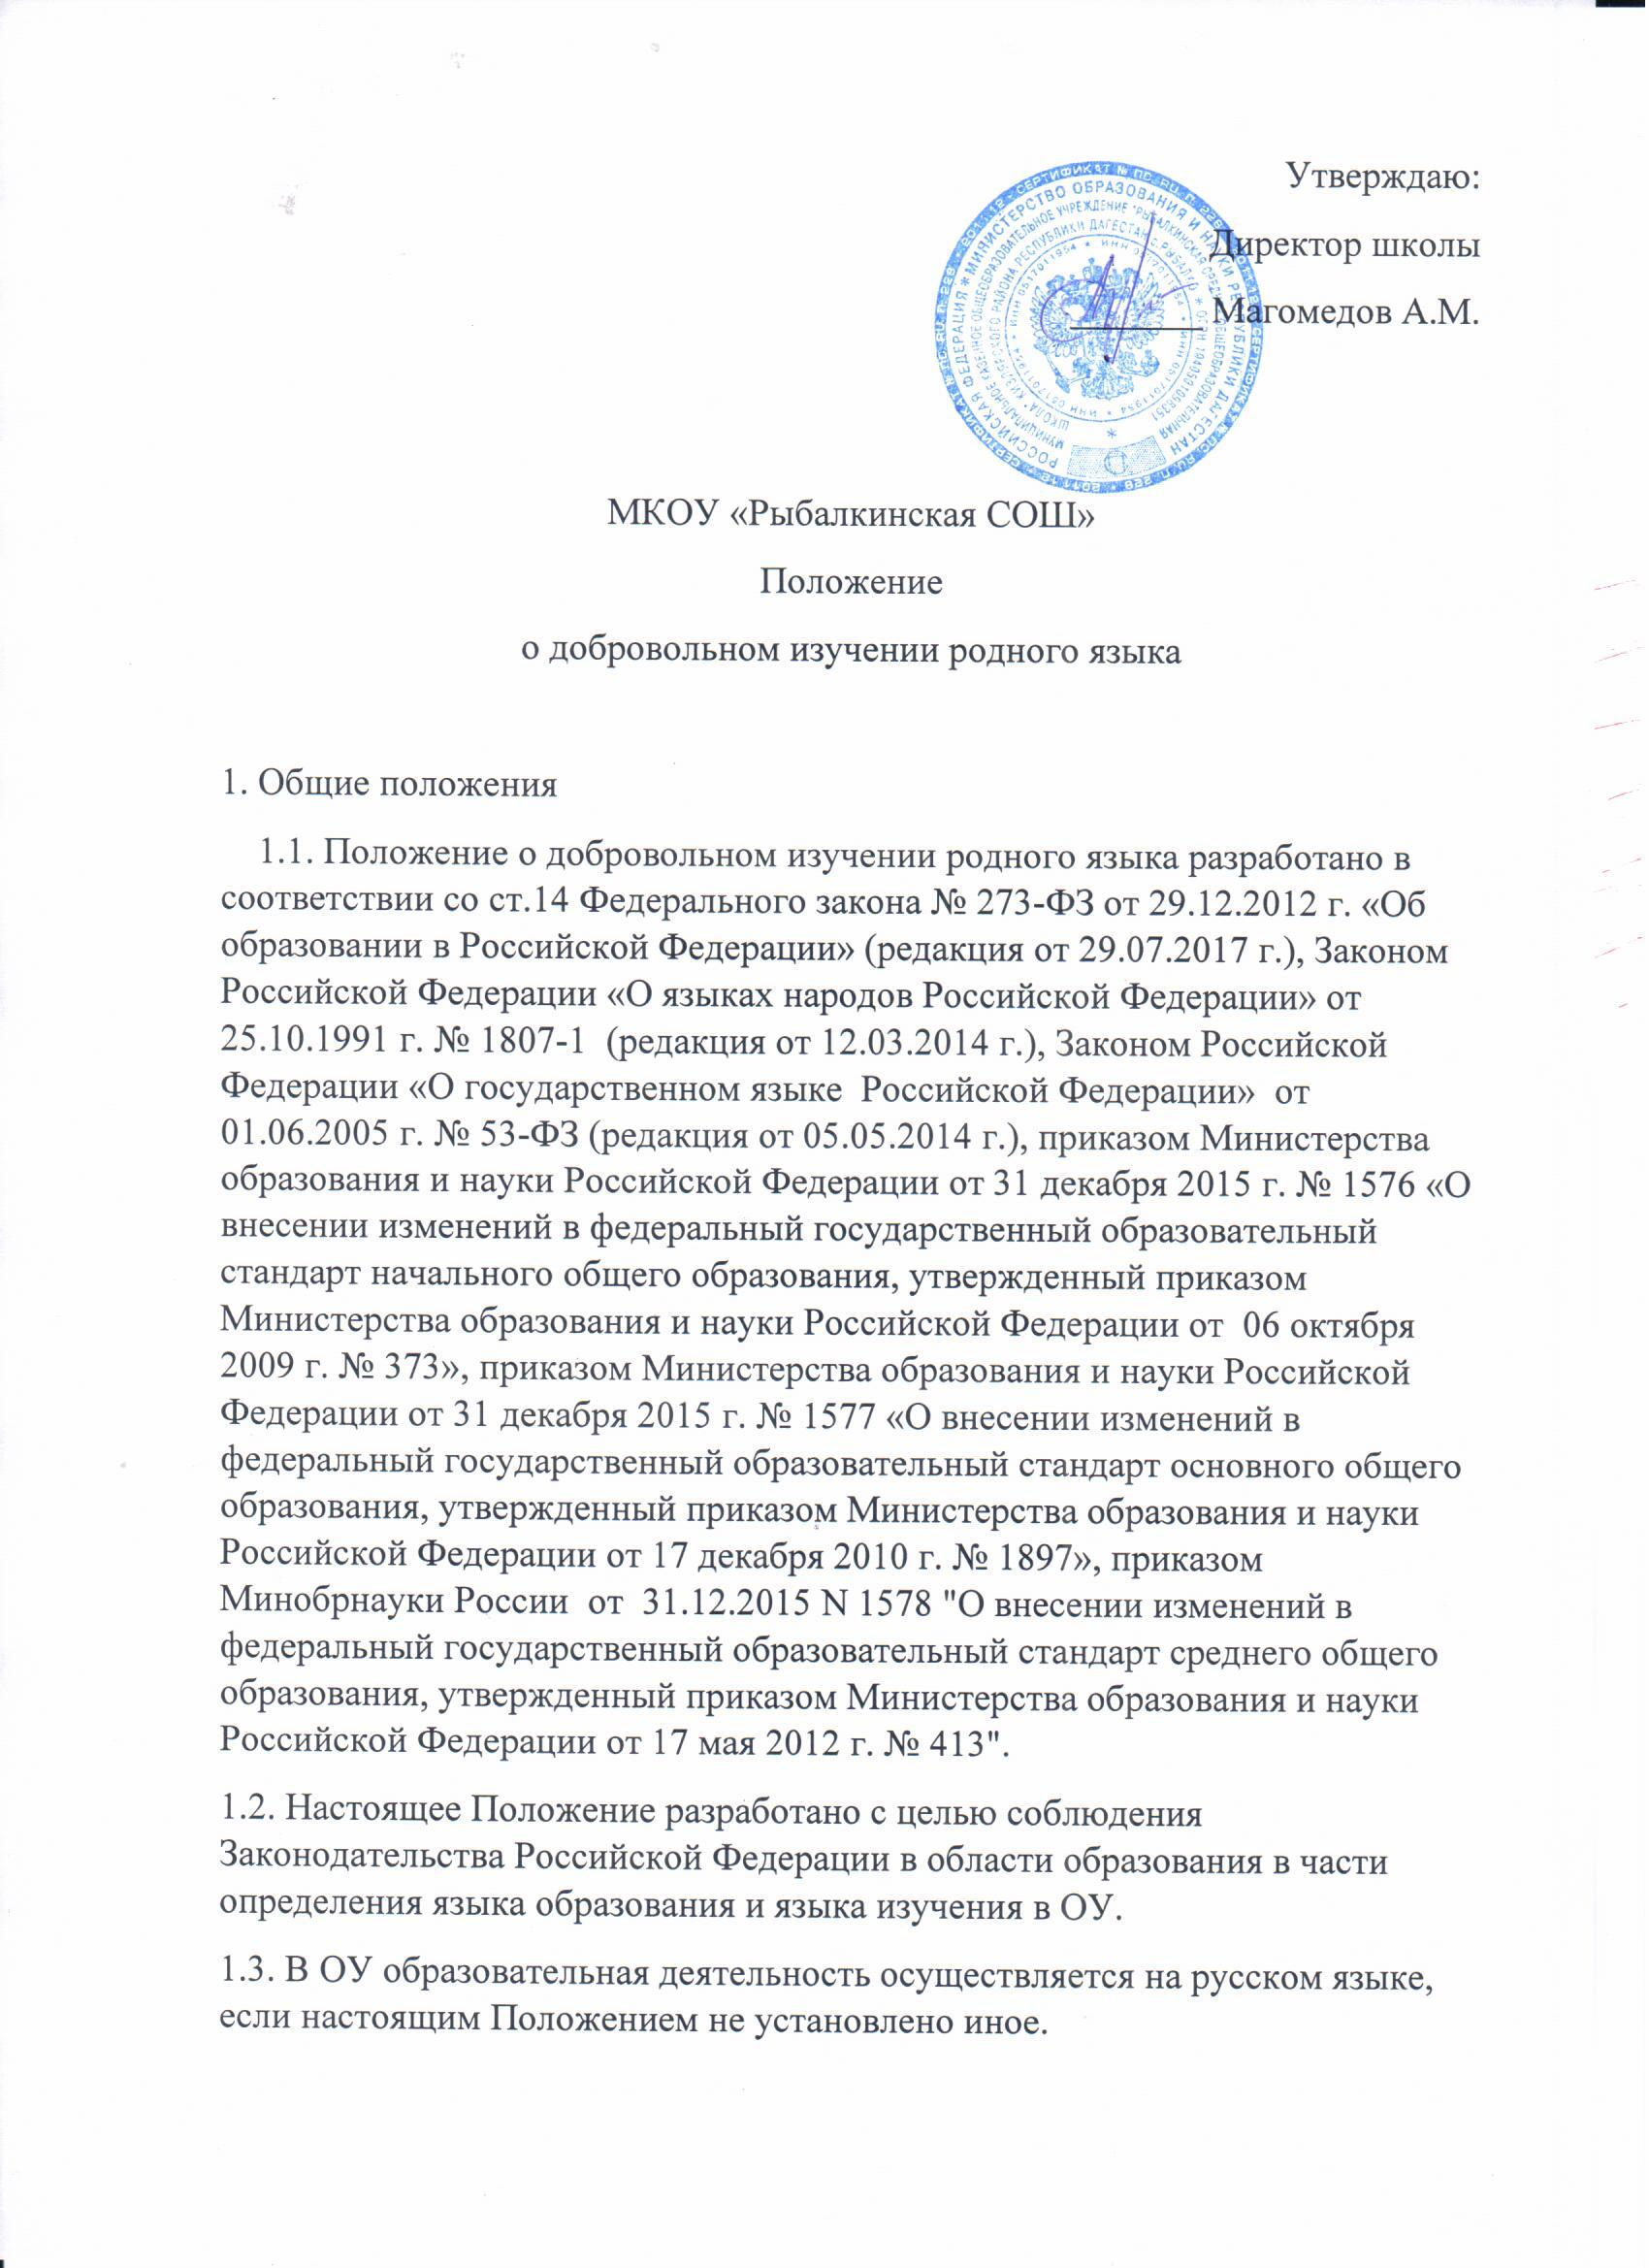 Утверждаю:
Директор школы
Магомедов А.М.
МКОУ «Рыбалкинская СОШ»
Положение
о добровольном изучении родного языка
1. Общие положения
1.1. Положение о добровольном изучении родного языка разработано в
соответствии со ст.14 Федерального закона № 273-ФЗ от 29.12.2012 г. «Об
образовании в Российской Федерации» (редакция от 29.07.2017 г.), Законом
Российской Федерации «О языках народов Российской Федерации» от
25.10.1991 г. № 1807-1 (редакция от 12.03.2014 г.), Законом Российской
Федерации «О государственном языке Российской Федерации» от
01.06.2005 г. № 53-ФЗ (редакция от 05.05.2014 г.), приказом Министерства
образования и науки Российской Федерации от 31 декабря 2015 г. № 1576 «О
внесении изменений в федеральный государственный образовательный
стандарт начального общего образования, утвержденный приказом
Министерства образования и науки Российской Федерации от 06 октября
2009 г. № 373», приказом Министерства образования и науки Российской
Федерации от 31 декабря 2015 г. № 1577 «О внесении изменений в
федеральный государственный образовательный стандарт основного общего
образования, утвержденный приказом Министерства образования и науки
Российской Федерации от 17 декабря 2010 г. № 1897», приказом
Минобрнауки России от 31.12.2015 N 1578 "О внесении изменений в
федеральный государственный образовательный стандарт среднего общего
образования, утвержденный приказом Министерства образования и науки
Российской Федерации от 17 мая 2012 г. № 413".
1.2. Настоящее Положение разработано с целью соблюдения
Законодательства Российской Федерации в области образования в части
определения языка образования и языка изучения в ОУ.
1.3. В ОУ образовательная деятельность осуществляется на русском языке,
если настоящим Положением не установлено иное.
РОССИЙСКАЯ ФЕДЕРАЦИЯ * МИНИСТЕРСТВО ОБРАЗОВАНИЯ И НАУКИ РЕСПУБЛИКИ ДАГЕСТАН
ИНН 0517011954